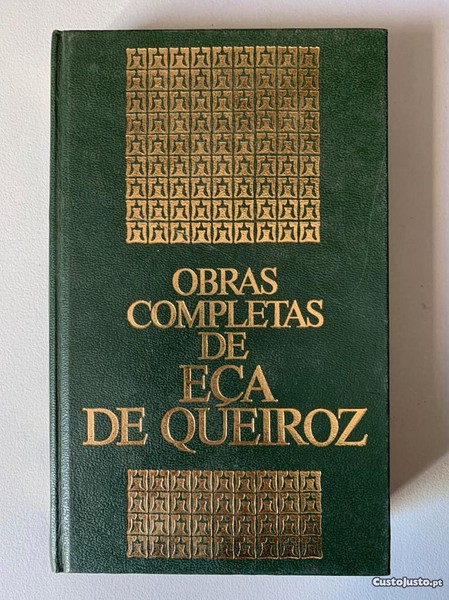 OBRAS
COMPLETAS
DE
EÇA
DE QUEIROZ
CustoJusto.pt